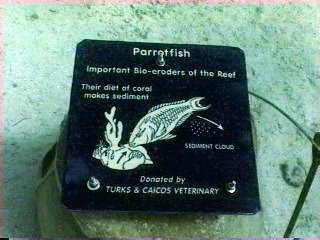 Parrotfish
Important Bio-eroders of the Reef
Their diet of coral
makes sediment
SEDIMENT CLOUD
Donated by
TURKS & CAICOS VETERINARY